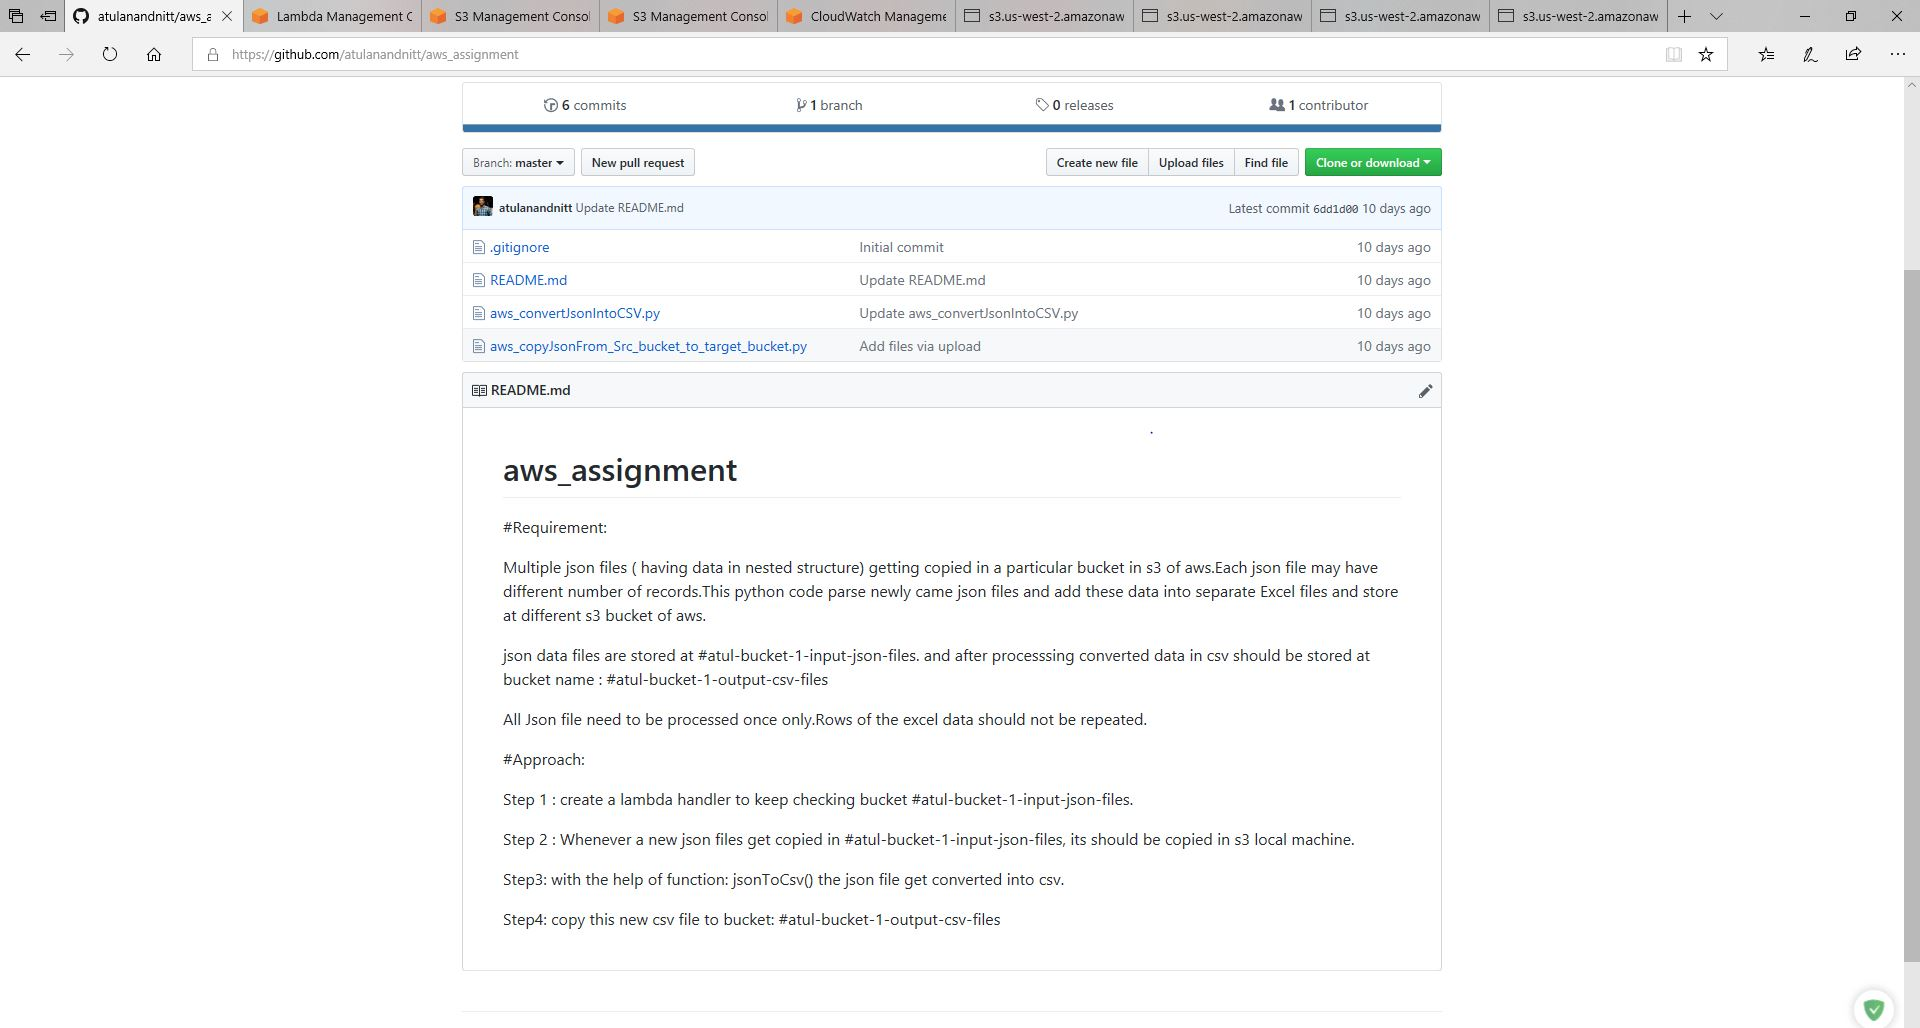 atulanandnitt/aws_a
Lambda Management C
S3 Management Consol
S3 Management Consol
CloudWatch Manageme
s3.us-west-2.amazonaw
s3.us-west-2.amazonaw
s3.us-west-2.amazonaw
s3.us-west-2.amazonaw
https://github.com/atulanandnitt/aws_assignment
6 commits 1 branch 0 releases 1 contributor
Branch: master New pull request Create new file Upload files Find file Clone or download
atulanandnitt Update README.md Latest commit 6dd1d00 10 days ago
.gitignore Initial commit 10 days ago
README.md Update README.md 10 days ago
aws_convertJsonIntoCSV.py Update aws_convertJsonIntoCSV.py 10 days ago
aws_copyJsonFrom_Src_bucket_to_target_bucket.py Add files via upload 10 days ago
README.md
aws_assignment
#Requirement:
Multiple json files ( having data in nested structure) getting copied in a particular bucket in s3 of aws.Each json file may have
different number of records.This python code parse newly came json files and add these data into separate Excel files and store
at different s3 bucket of aws.
json data files are stored at #atul-bucket-1-input-json-files. and after processsing converted data in csv should be stored at
bucket name : #atul-bucket-1-output-csv-files
All Json file need to be processed once only.Rows of the excel data should not be repeated.
#Approach:
Step 1 : create a lambda handler to keep checking bucket #atul-bucket-1-input-json-files.
Step 2 : Whenever a new json files get copied in #atul-bucket-1-input-json-files, its should be copied in s3 local machine.
Step3: with the help of function: jsonToCsv() the json file get converted into csv.
Step4: copy this new csv file to bucket: #atul-bucket-1-output-csv-files